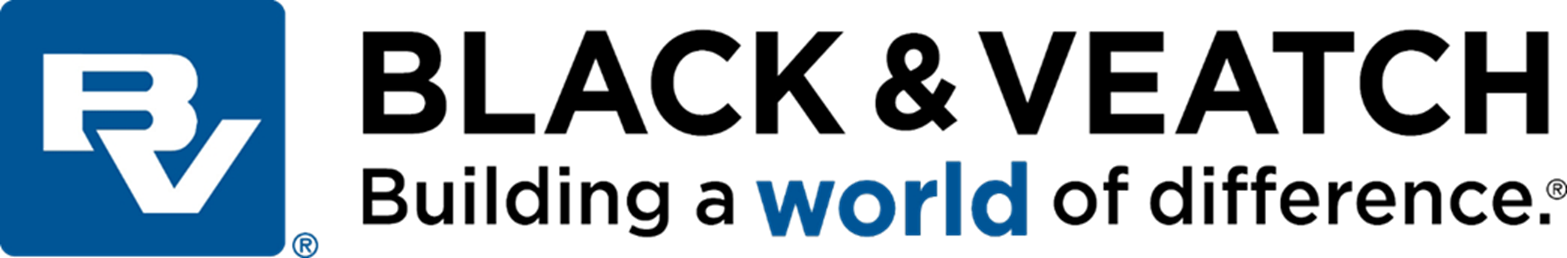 BV®
BLACK & VEATCH
Building a world of difference.®